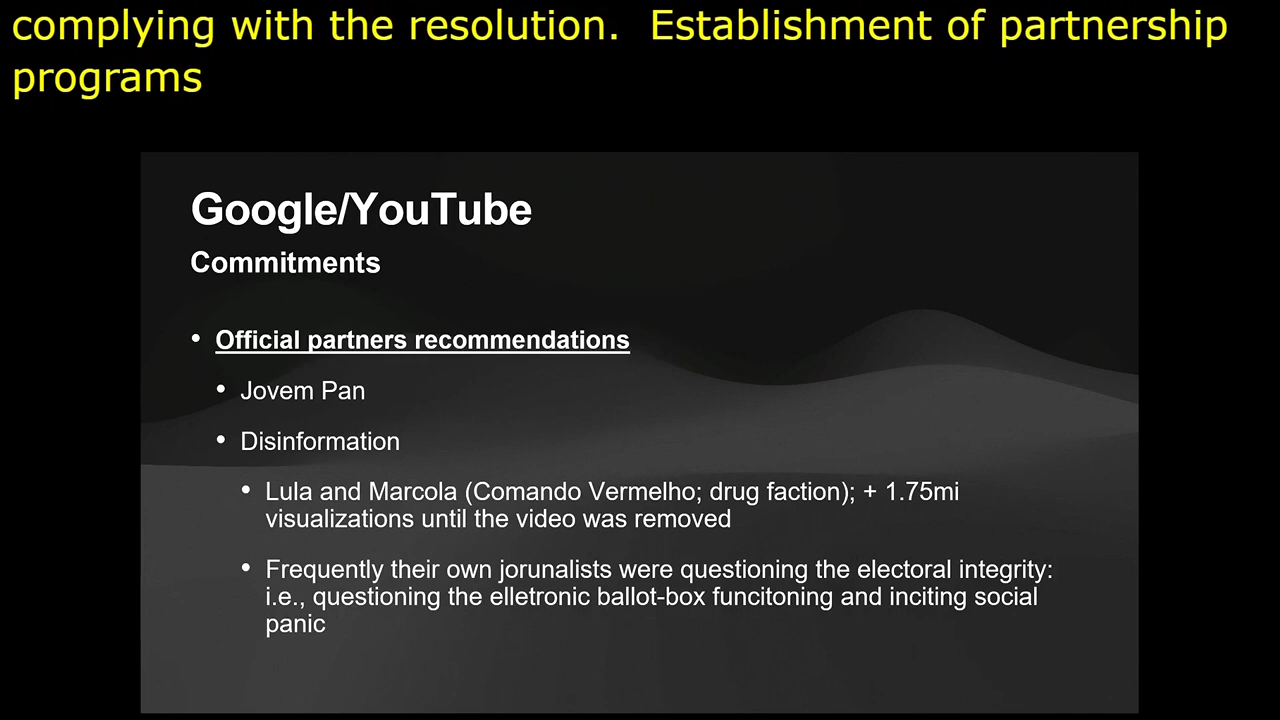 complying with the resolution.  Establishment of partnership
programs
Google/YouTube
Commitments
• Official partners recommendations
• Jovem Pan
• Disinformation
• Lula and Marcola (Comando Vermelho; drug faction); + 1.75mi
visualizations until the video was removed
• Frequently their own jorunalists were questioning the electoral integrity:
i.e., questioning the elletronic ballot-box funcitoning and inciting social
panic